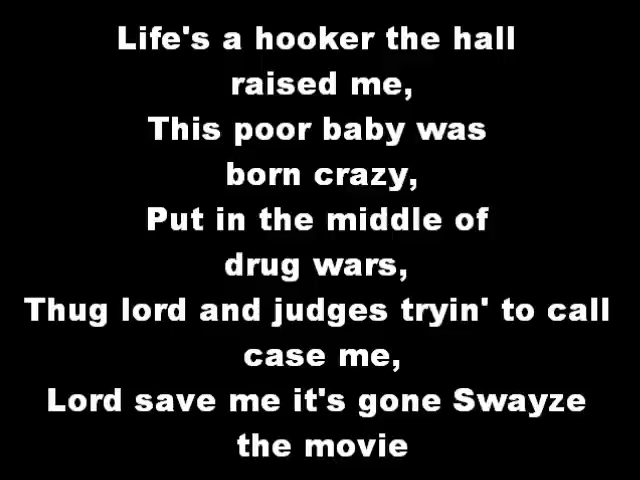 Life's a hooker the hall
raised me,
This poor baby was
born crazy,
Put in the middle of
drug wars,
Thug lord and judges tryin' to call
case me,
Lord save me it's gone Swayze
the movie